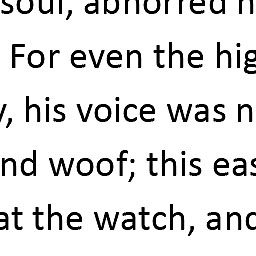 soul, abhorred h
For even the hig
y, his voice was n
nd woof; this eas
at the watch, and